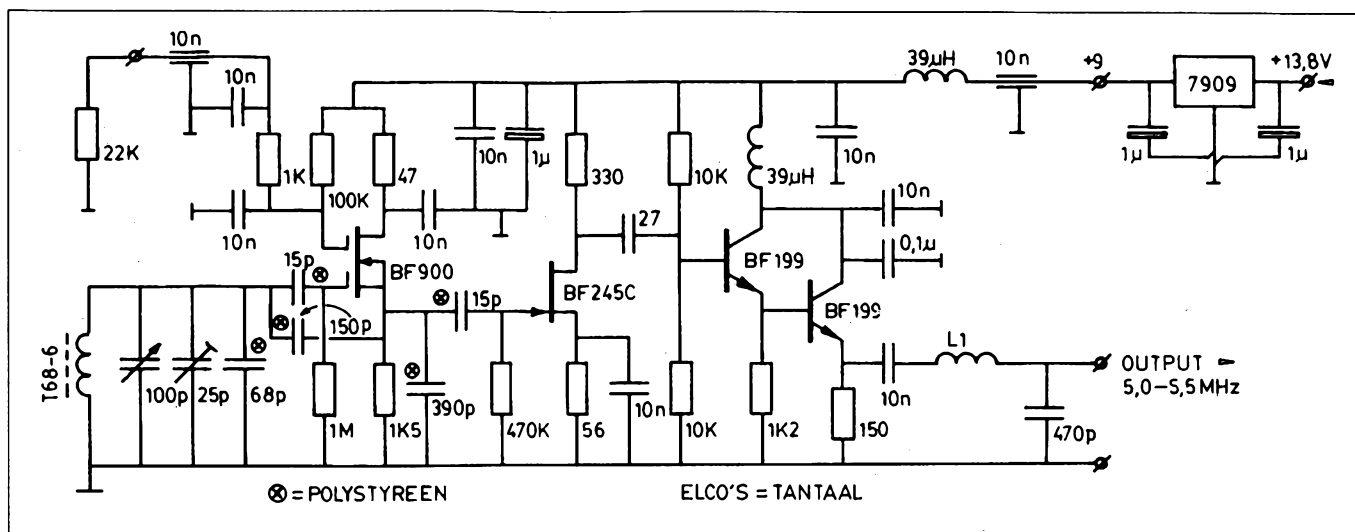 10n
10n
22K
1K
100K
47
10n
10n
1µ
10n
15p
⊗
BF900
⊗
150p
⊗
15p
T68-6
100p
25p
68p
⊗
1M
1K5
⊗
390p
470K
330
27
BF245C
56
10n
10K
10K
39µH
BF199
1K2
BF199
150
10n
10n
0,1µ
10n
L1
470p
39µH
10n
+9
7909
+13,8V
1µ
1µ
OUTPUT
5,0-5,5MHz
⊗ = POLYSTYREEN
ELCO'S = TANTAAL